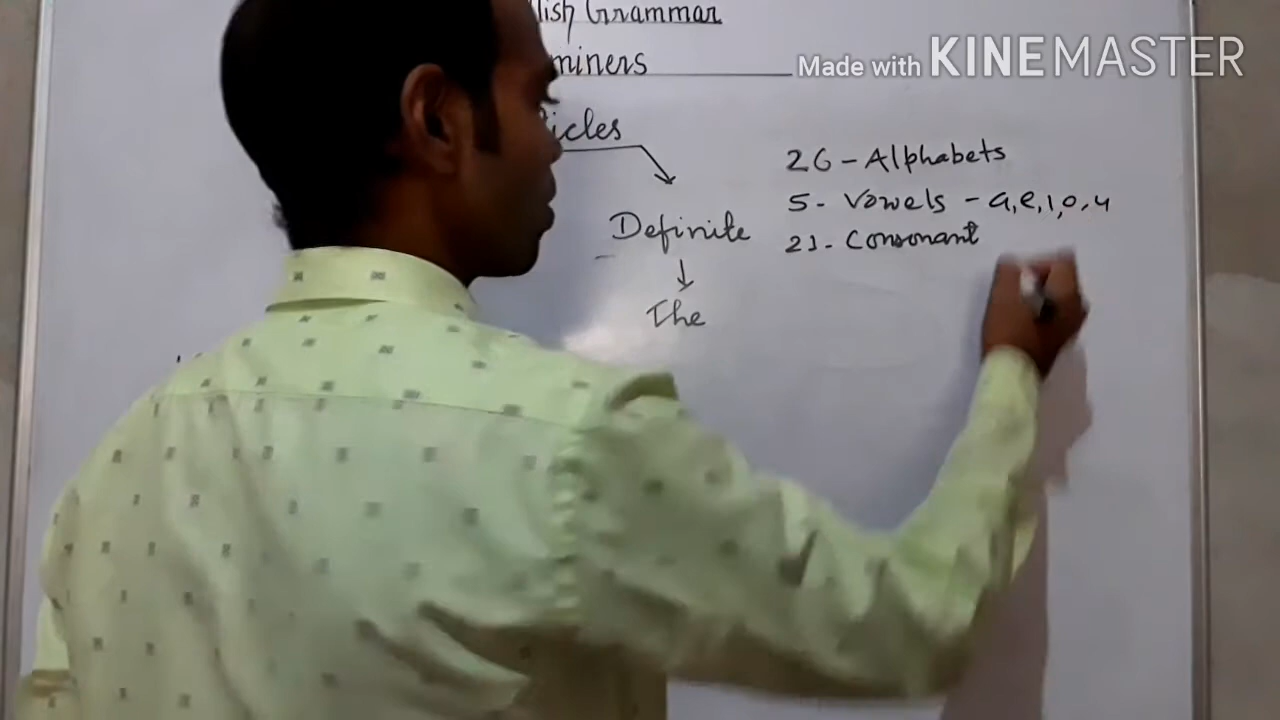 lish Grammar
miners
Made with KINEMASTER
icles
26 - Alphabets
5 - Vowels - a, e, i, o, u
21 - Consonant
Definite
The